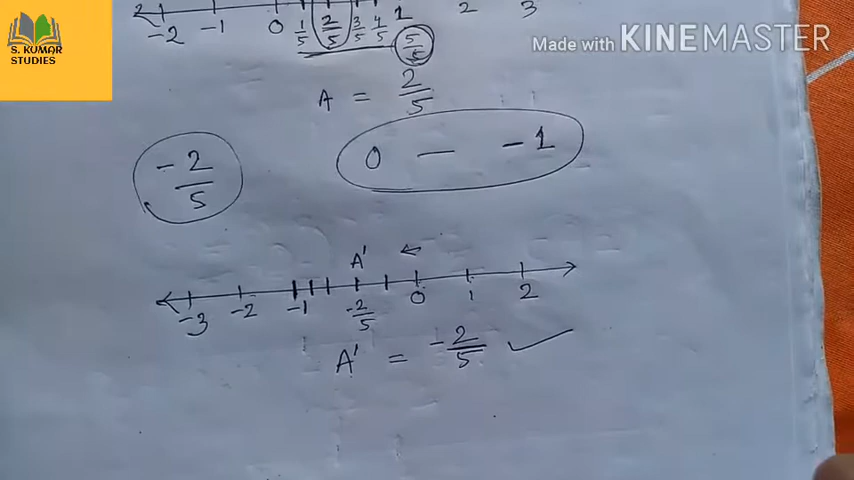 S. KUMAR
STUDIES
Made with KINEMASTER
-2 -1 0 1/5 2/5 3/5 4/5 1 2 3
5/5
A = 2/5
-2/5
0 — -1
A' ←
-3 -2 -1 -2/5 0 1 2
A' = -2/5 ✓